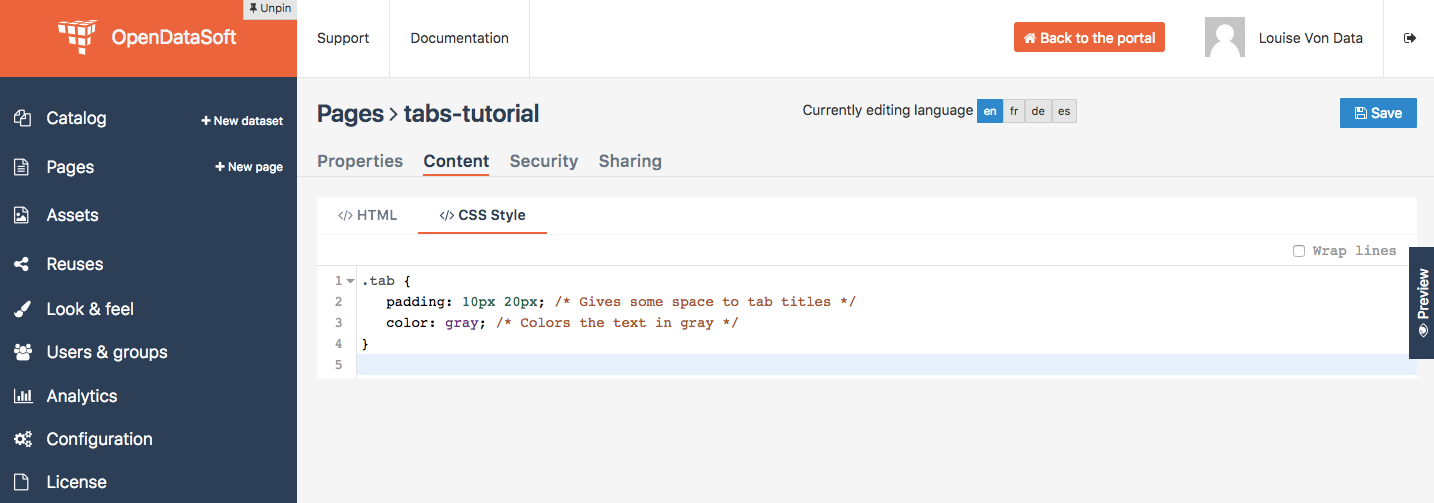 Unpin
OpenDataSoft
Support
Documentation
Back to the portal
Louise Von Data
Catalog
+ New dataset
Pages
+ New page
Assets
Reuses
Look & feel
Users & groups
Analytics
Configuration
License
Pages > tabs-tutorial
Currently editing language en fr de es
Save
Properties Content Security Sharing
</> HTML </> CSS Style
Wrap lines
1 .tab {
2 padding: 10px 20px; /* Gives some space to tab titles */
3 color: gray; /* Colors the text in gray */
4 }
5
Preview